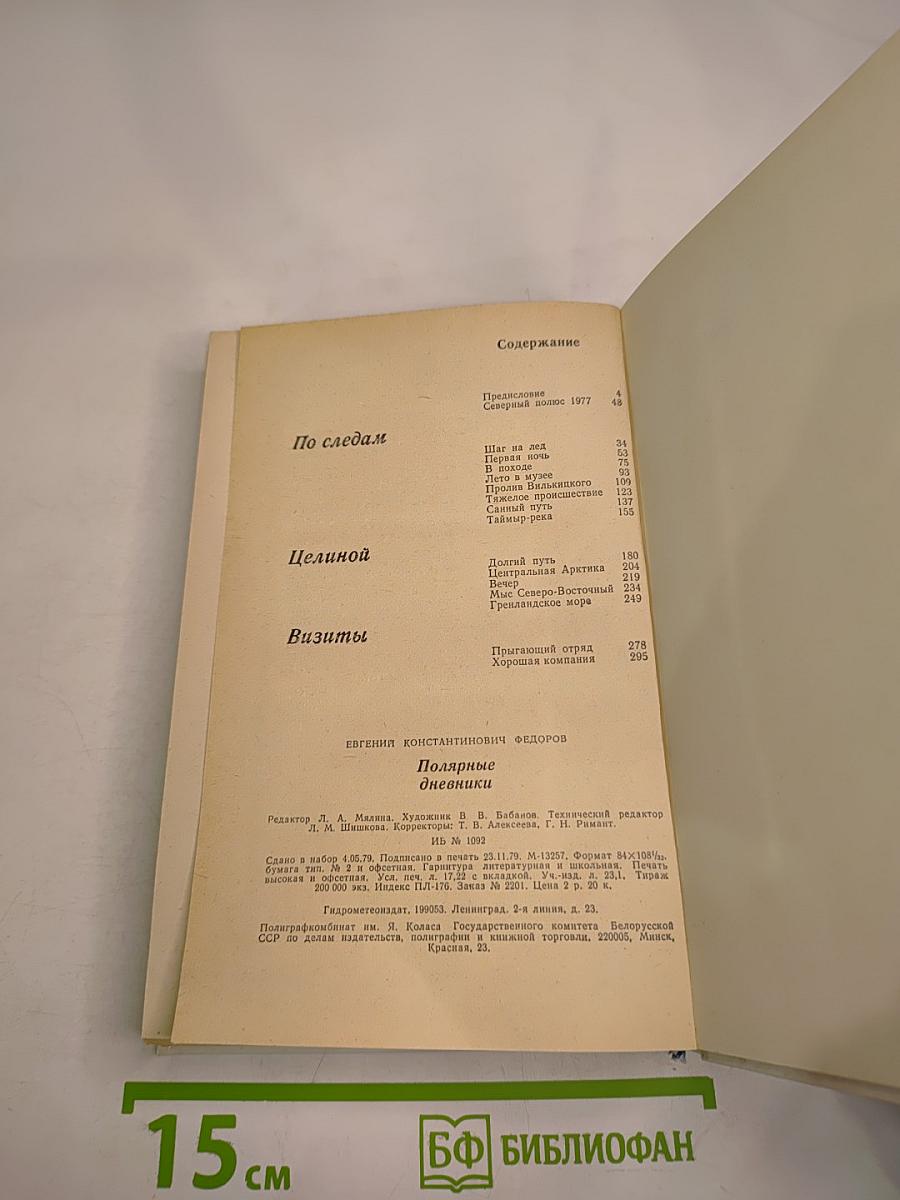 Содержание
Предисловие 4
Северный полюс 1977 48
По следам
Шаг на лед 34
Первая ночь 53
В походе 75
Лето в музее 93
Пролив Вилькицкого 109
Тяжелое происшествие 123
Санный путь 137
Таймыр-река 155
Целиной
Долгий путь 180
Центральная Арктика 204
Вечер 219
Мыс Северо-Восточный 234
Гренландское море 249
Визиты
Прыгающий отряд 278
Хорошая компания 295
ЕВГЕНИЙ КОНСТАНТИНОВИЧ ФЕДОРОВ
Полярные
дневники
Редактор Л. А. Мялина. Художник В. В. Бабанов. Технический редактор
Л. М. Шишкова. Корректоры: Т. В. Алексеева, Г. Н. Римант.
ИБ № 1092
Сдано в набор 4.05.79. Подписано в печать 23.11.79. М-13257. Формат 84×108¹/₃₂,
бумага тип. № 2 и офсетная. Гарнитура литературная и школьная. Печать
высокая и офсетная. Усл. печ. л. 17,22 с вкладкой. Уч.-изд. л. 23,1. Тираж
200 000 экз. Индекс ПЛ-176. Заказ № 2201. Цена 2 р. 20 к.
Гидрометеоиздат, 199053. Ленинград. 2-я линия, д. 23.
Полиграфкомбинат им. Я. Коласа Государственного комитета Белорусской
ССР по делам издательств, полиграфии и книжной торговли. 220005, Минск,
Красная, 23.
15 см
БФ БИБЛИОФАН